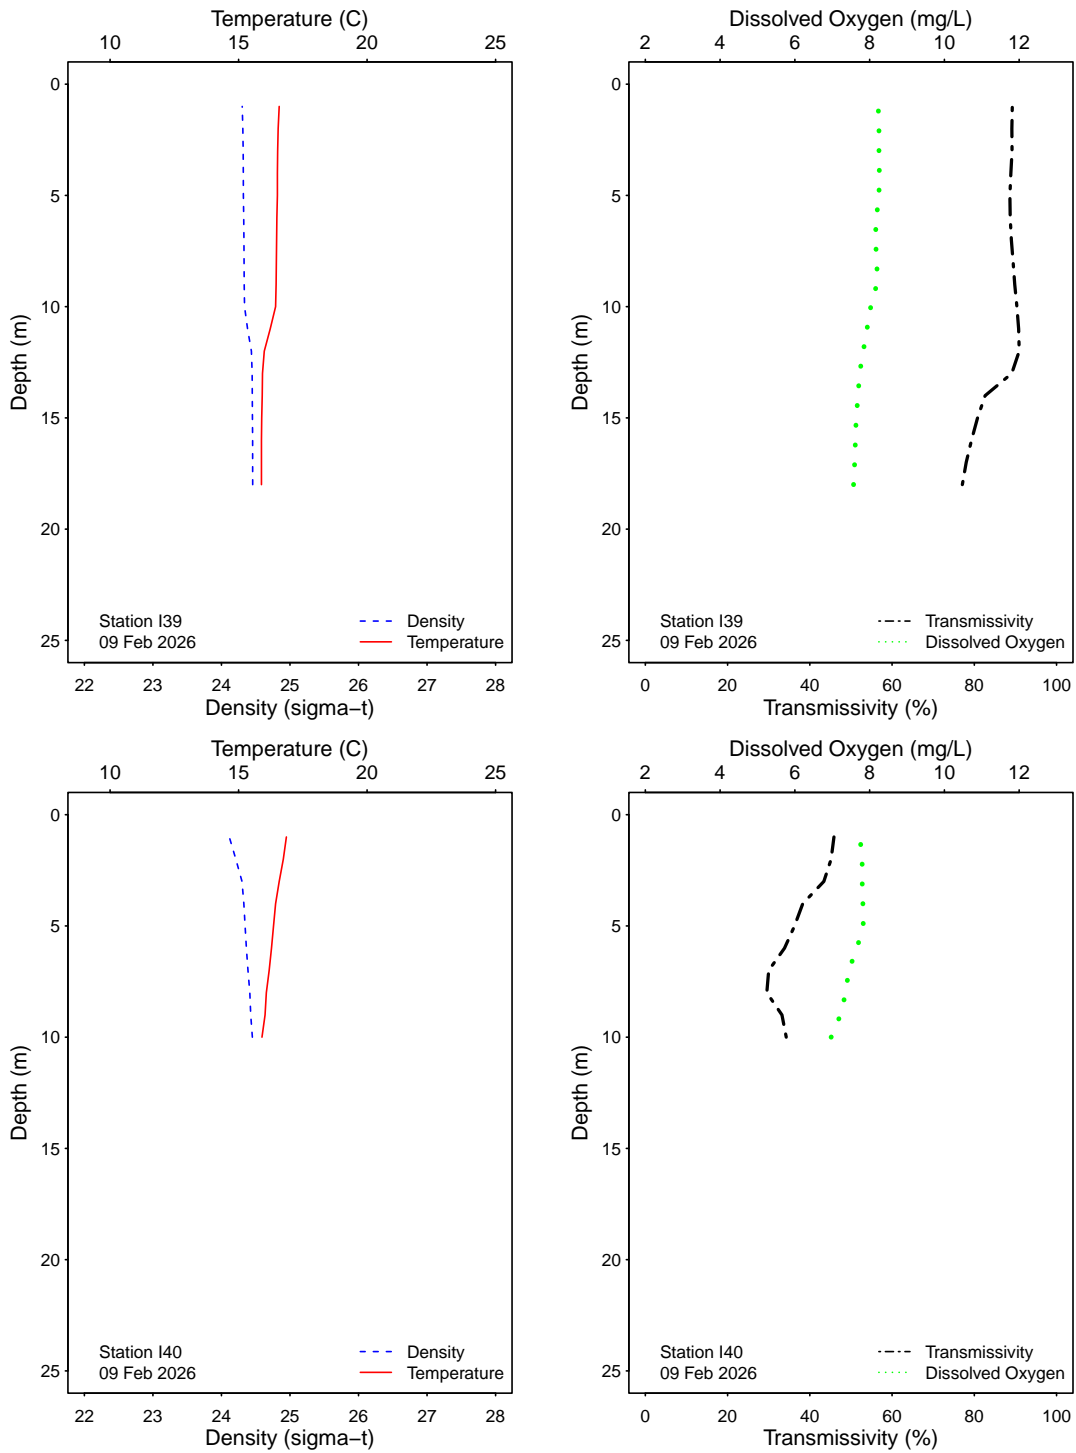 Temperature (C)
10 15 20 25
0
5
10
15
20
25
Depth (m)
Station I39
09 Feb 2026
Density
Temperature
22 23 24 25 26 27 28
Density (sigma−t)
Dissolved Oxygen (mg/L)
2 4 6 8 10 12
0
5
10
15
20
25
Depth (m)
Station I39
09 Feb 2026
Transmissivity
Dissolved Oxygen
0 20 40 60 80 100
Transmissivity (%)
Temperature (C)
10 15 20 25
0
5
10
15
20
25
Depth (m)
Station I40
09 Feb 2026
Density
Temperature
22 23 24 25 26 27 28
Density (sigma−t)
Dissolved Oxygen (mg/L)
2 4 6 8 10 12
0
5
10
15
20
25
Depth (m)
Station I40
09 Feb 2026
Transmissivity
Dissolved Oxygen
0 20 40 60 80 100
Transmissivity (%)